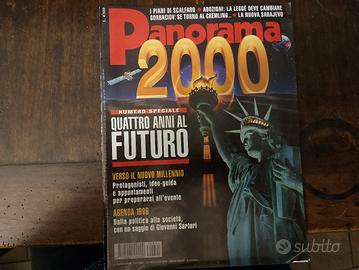 I PIANI DI SCALFARO • ADOZIONI: LA LEGGE DEVE CAMBIARE
GORBACIOV: SE TORNO AL CREMLINO... • LA NUOVA SARAJEVO
Panorama
2000
NUMERO SPECIALE
QUATTRO ANNI AL
FUTURO
VERSO IL NUOVO MILLENNIO
Protagonisti, idee-guida
e appuntamenti
per prepararsi all'evento
AGENDA 1996
Dalla politica alla società,
con un saggio di Giovanni Sartori
subito